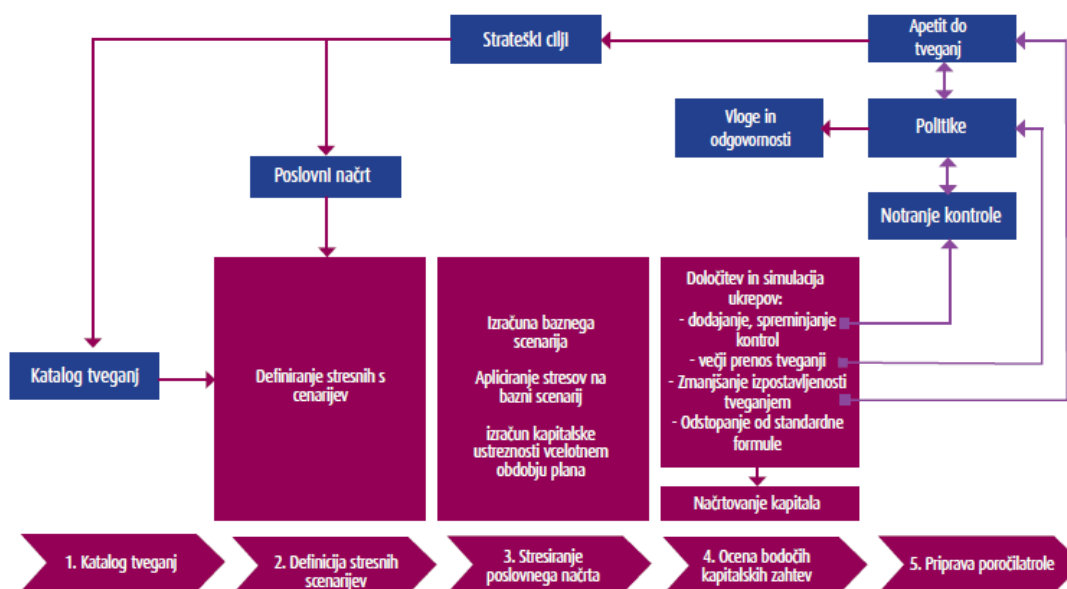 Strateški cilji
Apetit do
tveganj
Vloge in
odgovornosti
Politike
Poslovni načrt
Notranje kontrole
Katalog tveganj
Definiranje stresnih s
cenarijev
Izračuna baznega
scenarija
Apliciranje stresov na
bazni scenarij
izračun kapitalske
ustreznosti vcelotnem
obdobju plana
Določitev in simulacija
ukrepov:
- dodajanje, spreminjanje
kontrol
- večji prenos tveganji
- Zmanjšanje izpostavljenosti
tveganjem
- Odstopanje od standardne
formule
Načrtovanje kapitala
1. Katalog tveganj
2. Definicija stresnih
scenarijev
3. Stresiranje
poslovnega načrta
4. Ocena bodočih
kapitalskih zahtev
5. Priprava poročilatrole